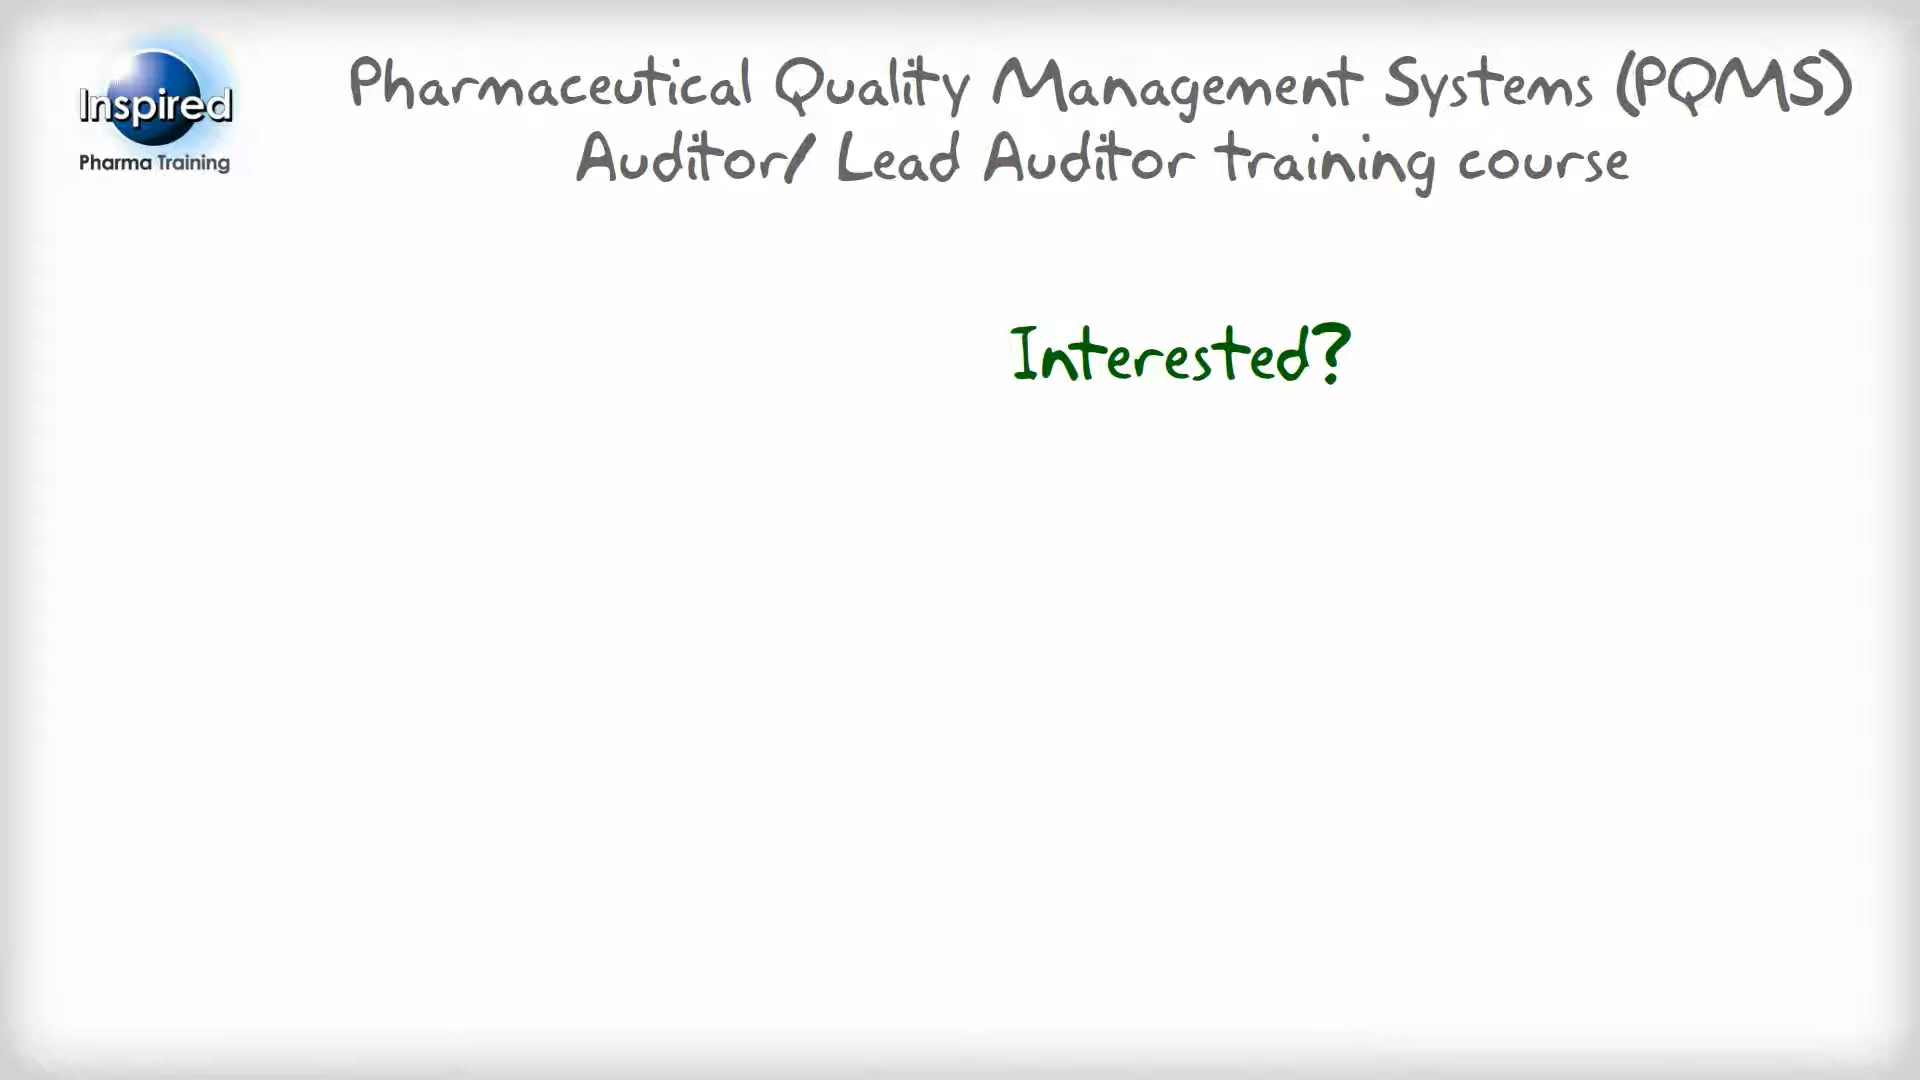 Inspired
Pharma Training
Pharmaceutical Quality Management Systems (PQMS)
Auditor/ Lead Auditor training course
Interested?